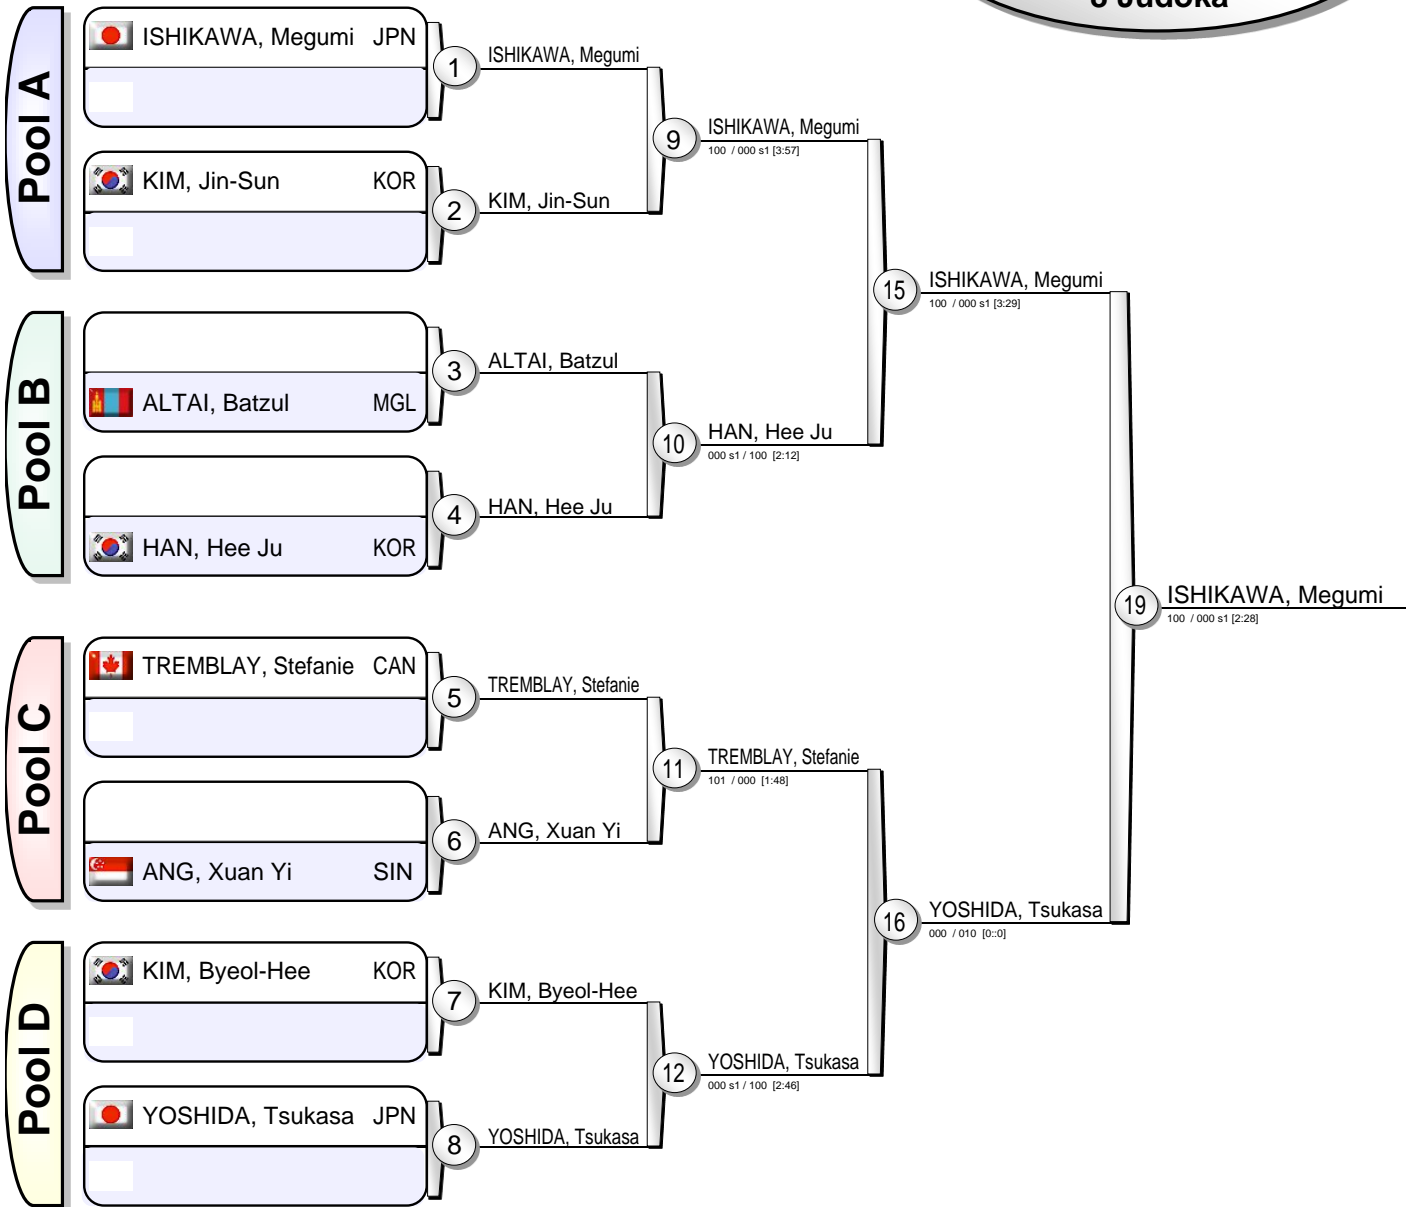 8 Judoka
Pool A
ISHIKAWA, Megumi JPN
1
ISHIKAWA, Megumi
KIM, Jin-Sun KOR
2
KIM, Jin-Sun
9
ISHIKAWA, Megumi
100 / 000 s1 [3:57]
Pool B
ALTAI, Batzul MGL
3
ALTAI, Batzul
HAN, Hee Ju KOR
4
HAN, Hee Ju
10
HAN, Hee Ju
000 s1 / 100 [2:12]
15
ISHIKAWA, Megumi
100 / 000 s1 [3:29]
Pool C
TREMBLAY, Stefanie CAN
5
TREMBLAY, Stefanie
ANG, Xuan Yi SIN
6
ANG, Xuan Yi
11
TREMBLAY, Stefanie
101 / 000 [1:48]
Pool D
KIM, Byeol-Hee KOR
7
KIM, Byeol-Hee
YOSHIDA, Tsukasa JPN
8
YOSHIDA, Tsukasa
12
YOSHIDA, Tsukasa
000 s1 / 100 [2:46]
16
YOSHIDA, Tsukasa
000 / 010 [0::0]
19
ISHIKAWA, Megumi
100 / 000 s1 [2:28]